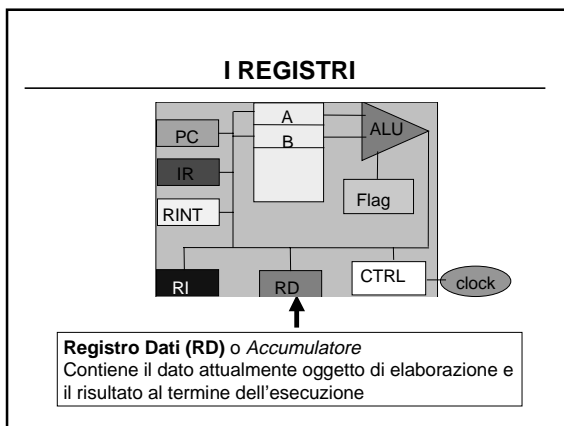 I REGISTRI
A
ALU
PC
B
IR
Flag
RINT
CTRL
clock
RI
RD
Registro Dati (RD) o Accumulatore
Contiene il dato attualmente oggetto di elaborazione e
il risultato al termine dell'esecuzione